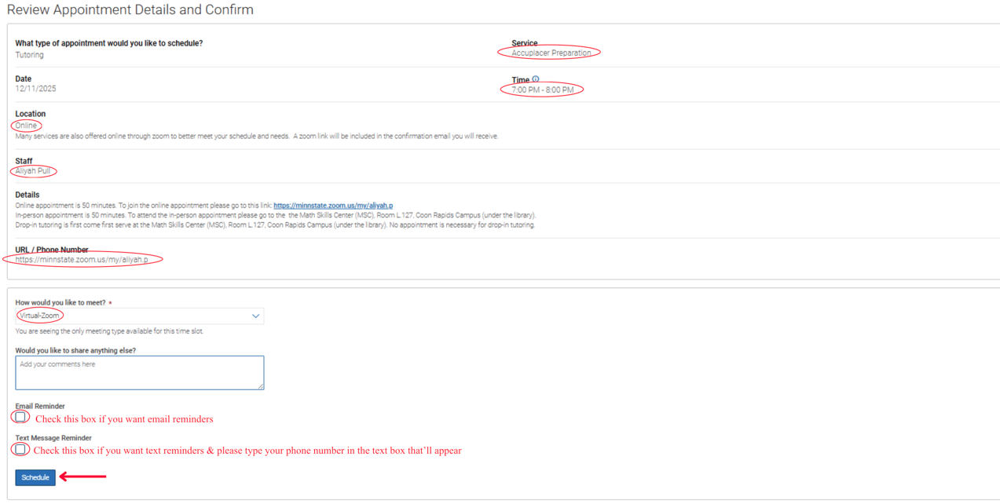 Review Appointment Details and Confirm
What type of appointment would you like to schedule?
Tutoring
Service
Accuplacer Preparation
Date
12/11/2025
Time
7:00 PM - 8:00 PM
Location
Online
Many services are also offered online through zoom to better meet your schedule and needs. A zoom link will be included in the confirmation email you will receive.
Staff
Aliyah Pull
Details
Online appointment is 50 minutes. To join the online appointment please go to this link: https://minnstate.zoom.us/my/aliyah.p
In-person appointment is 50 minutes. To attend the in-person appointment please go to the the Math Skills Center (MSC), Room L.127, Coon Rapids Campus (under the library).
Drop-in tutoring is first come first serve at the Math Skills Center (MSC), Room L.127, Coon Rapids Campus (under the library). No appointment is necessary for drop-in tutoring.
URL / Phone Number
https://minnstate.zoom.us/my/aliyah.p
How would you like to meet? *
Virtual-Zoom
You are seeing the only meeting type available for this time slot.
Would you like to share anything else?
Add your comments here
Email Reminder
Check this box if you want email reminders
Text Message Reminder
Check this box if you want text reminders & please type your phone number in the text box that'll appear
Schedule